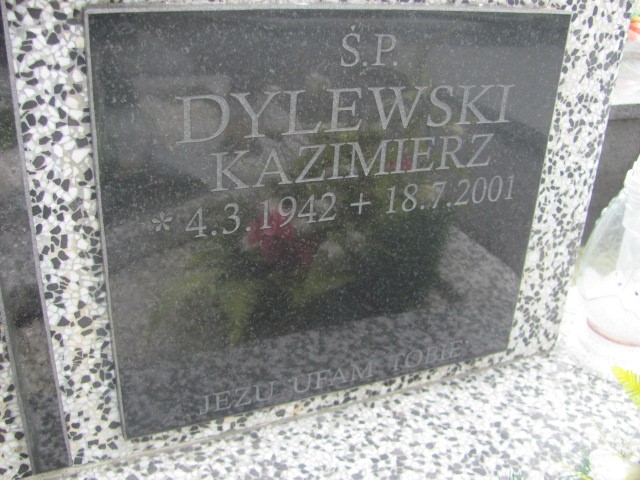 Ś.P.
DYLEWSKI
KAZIMIERZ
* 4.3.1942 + 18.7.2001
JEZU UFAM TOBIE